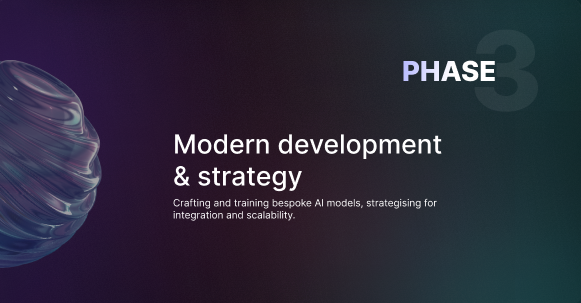 PHASE 3
Modern development
& strategy
Crafting and training bespoke AI models, strategising for
integration and scalability.